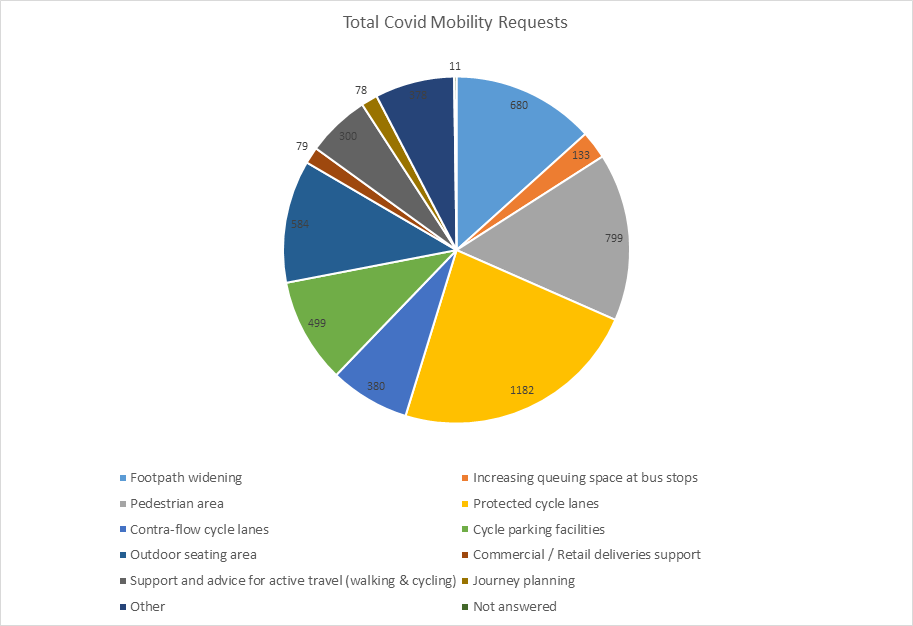 Total Covid Mobility Requests
11
78
680
300
79
133
584
799
499
380
1182
Footpath widening
Increasing queuing space at bus stops
Pedestrian area
Protected cycle lanes
Contra-flow cycle lanes
Cycle parking facilities
Outdoor seating area
Commercial / Retail deliveries support
Support and advice for active travel (walking & cycling)
Journey planning
Other
Not answered